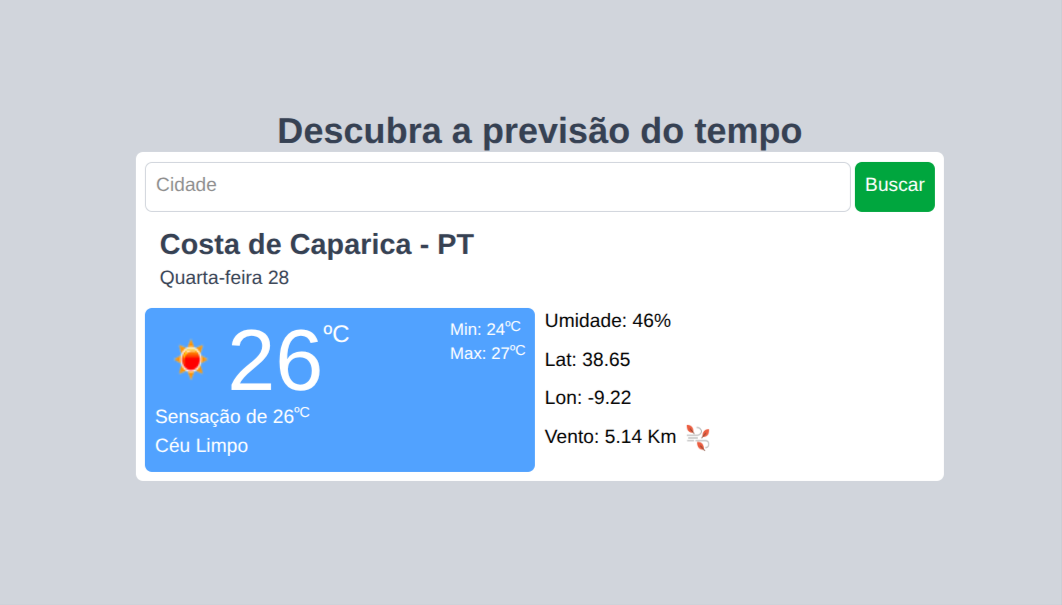 Descubra a previsão do tempo
Cidade
Buscar
Costa de Caparica - PT
Quarta-feira 28
26ºC
Min: 24ºC
Max: 27ºC
Sensação de 26ºC
Céu Limpo
Umidade: 46%
Lat: 38.65
Lon: -9.22
Vento: 5.14 Km